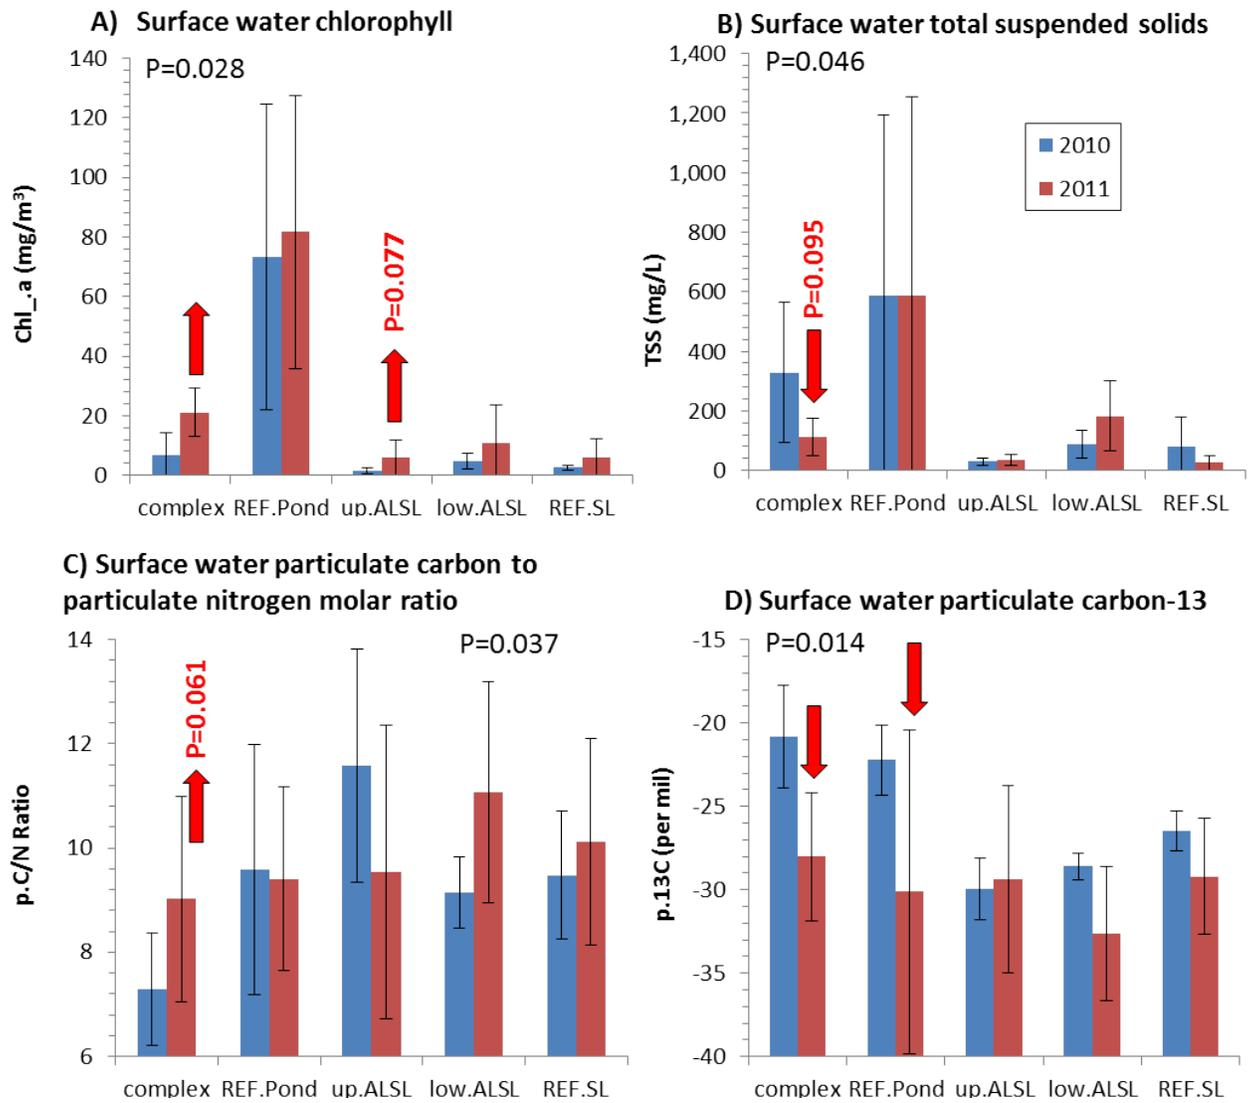 A) Surface water chlorophyll
P=0.028
140
120
100
80
60
40
20
0
Chl_a (mg/m³)
P=0.077
complex REF.Pond up.ALSL low.ALSL REF.SL
B) Surface water total suspended solids
P=0.046
1,400
1,200
1,000
800
600
400
200
0
TSS (mg/L)
P=0.095
2010
2011
complex REF.Pond up.ALSL low.ALSL REF.SL
C) Surface water particulate carbon to
particulate nitrogen molar ratio
P=0.037
14
12
10
8
6
p.C/N Ratio
P=0.061
complex REF.Pond up.ALSL low.ALSL REF.SL
D) Surface water particulate carbon-13
P=0.014
-15
-20
-25
-30
-35
-40
p.13C (per mil)
complex REF.Pond up.ALSL low.ALSL REF.SL